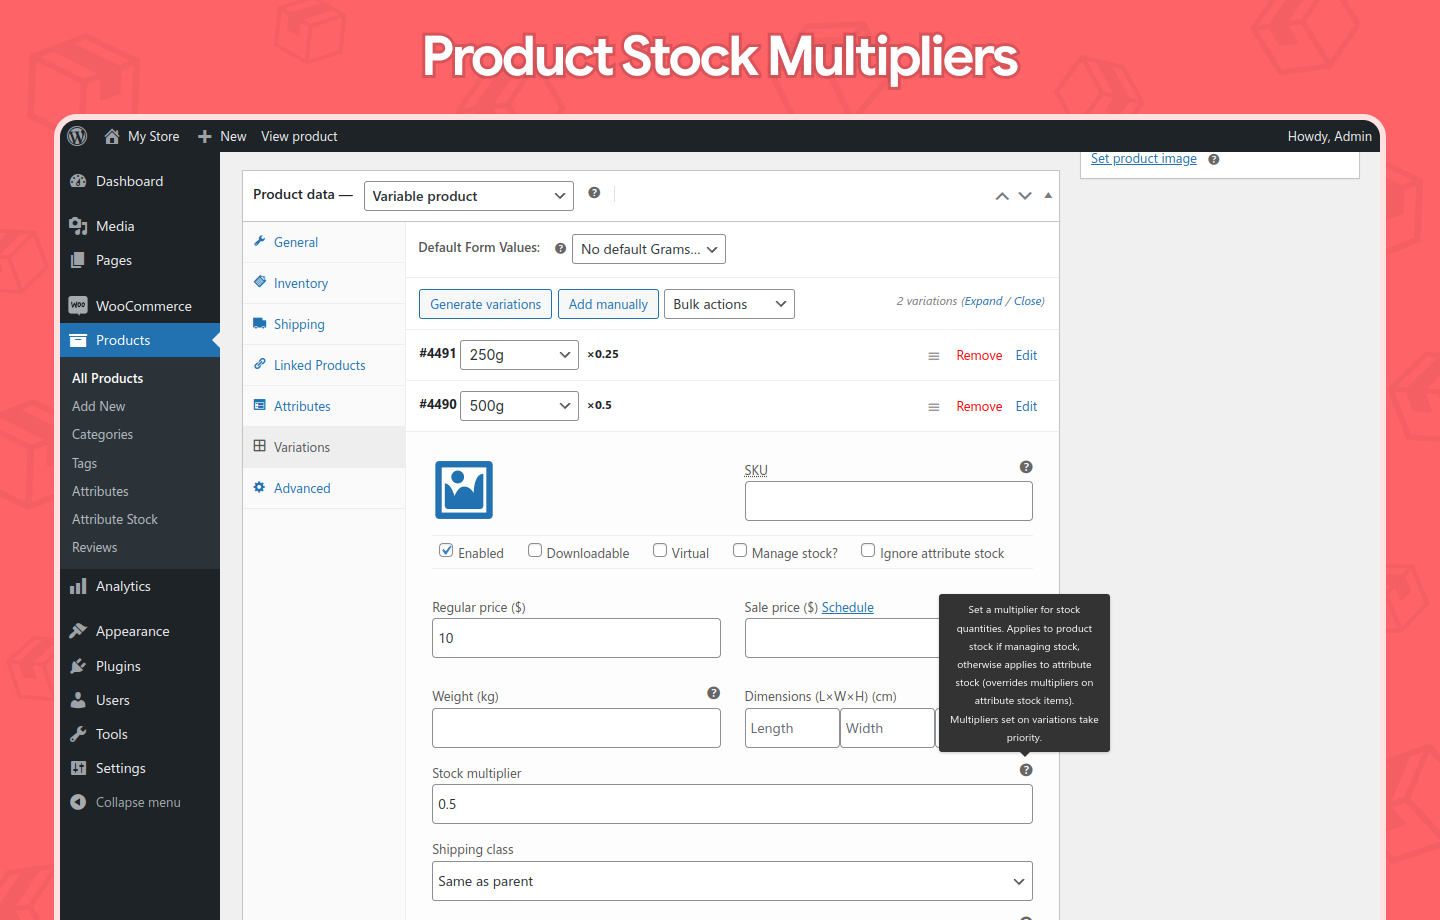 Product Stock Multipliers
My Store
New
View product
Howdy, Admin
Dashboard
Media
Pages
WooCommerce
Products
All Products
Add New
Categories
Tags
Attributes
Attribute Stock
Reviews
Analytics
Appearance
Plugins
Users
Tools
Settings
Collapse menu
Set product image
Product data —
Variable product
General
Inventory
Shipping
Linked Products
Attributes
Variations
Advanced
Default Form Values:
No default Grams...
Generate variations
Add manually
Bulk actions
2 variations (Expand / Close)
#4491
250g
×0.25
Remove
Edit
#4490
500g
×0.5
Remove
Edit
SKU
Enabled
Downloadable
Virtual
Manage stock?
Ignore attribute stock
Regular price ($)
10
Sale price ($) Schedule
Set a multiplier for stock
quantities. Applies to product
stock if managing stock,
otherwise applies to attribute
stock (overrides multipliers on
attribute stock items).
Multipliers set on variations take
priority.
Weight (kg)
Dimensions (L×W×H) (cm)
Length
Width
Stock multiplier
0.5
Shipping class
Same as parent